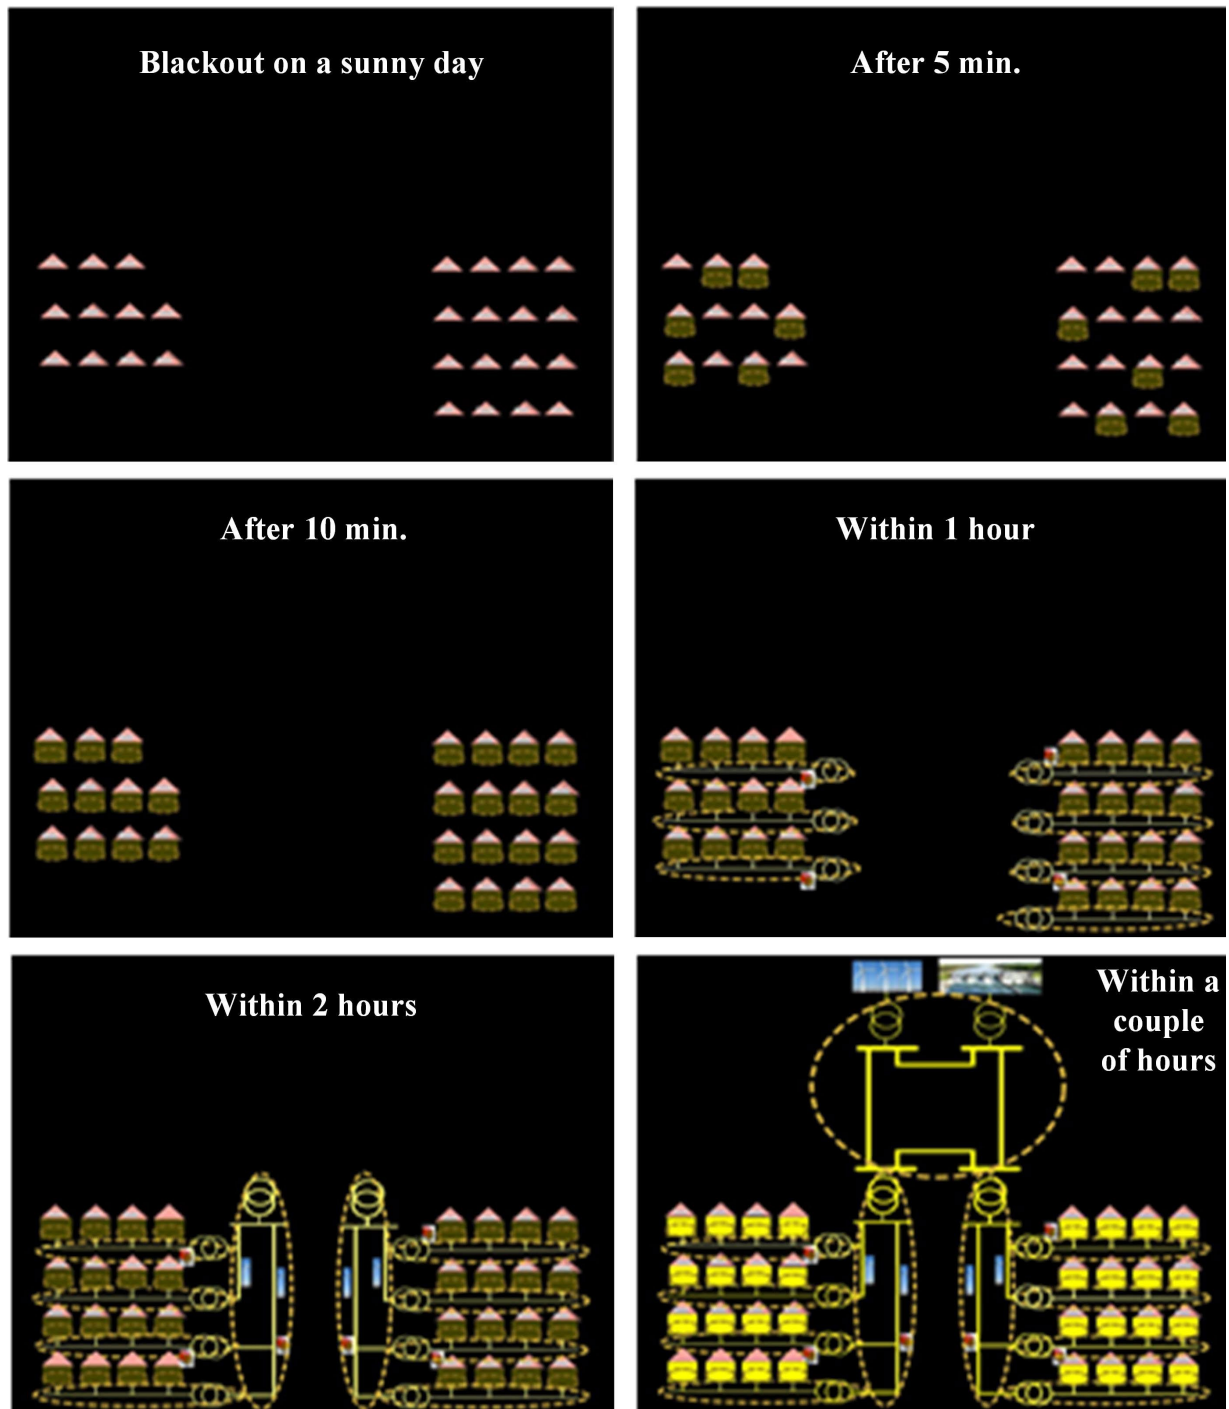 Blackout on a sunny day
After 5 min.
After 10 min.
Within 1 hour
Within 2 hours
Within a
couple
of hours